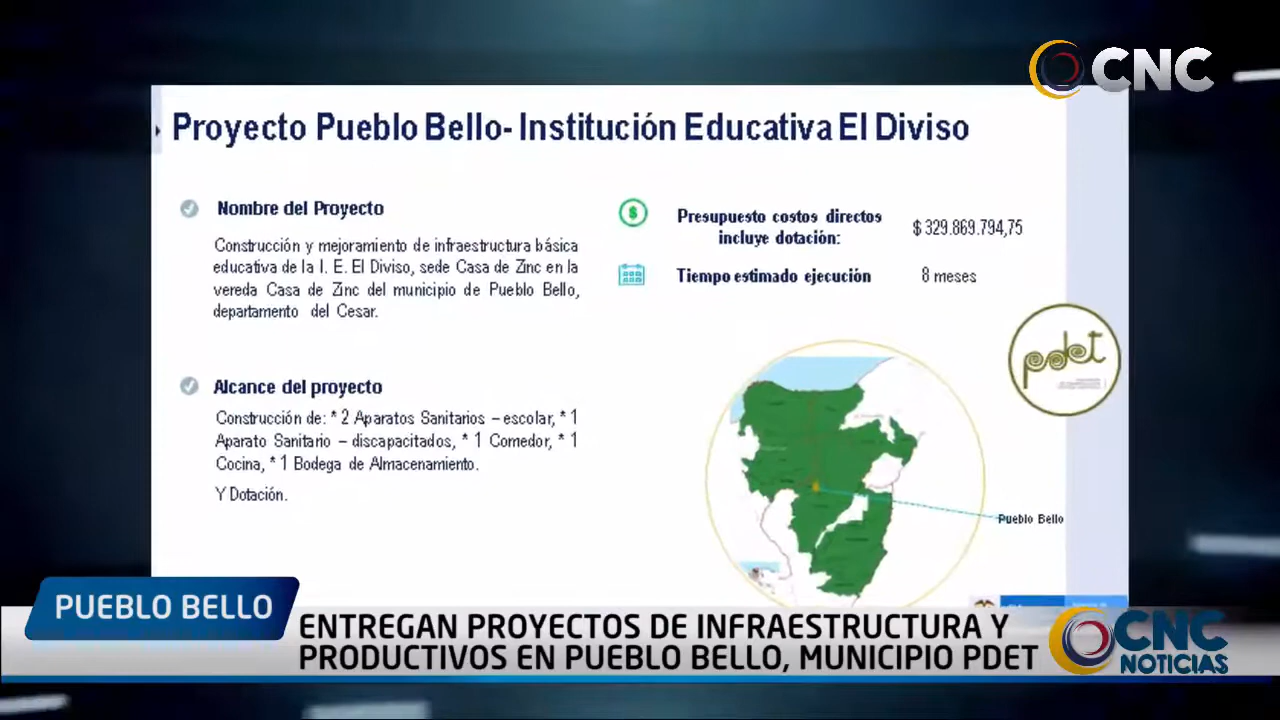 CNC
Proyecto Pueblo Bello- Institución Educativa El Diviso
Nombre del Proyecto
Construcción y mejoramiento de infraestructura básica
educativa de la I. E. El Diviso, sede Casa de Zinc en la
vereda Casa de Zinc del municipio de Pueblo Bello,
departamento del Cesar.
Alcance del proyecto
Construcción de: * 2 Aparatos Sanitarios – escolar, * 1
Aparato Sanitario – discapacitados, * 1 Comedor, * 1
Cocina, * 1 Bodega de Almacenamiento.
Y Dotación.
$
Presupuesto costos directos
incluye dotación:
$ 329.869.794,75
Tiempo estimado ejecución
8 meses
pdet
Pueblo Bello
PUEBLO BELLO
ENTREGAN PROYECTOS DE INFRAESTRUCTURA Y
PRODUCTIVOS EN PUEBLO BELLO, MUNICIPIO PDET
CNC
NOTICIAS